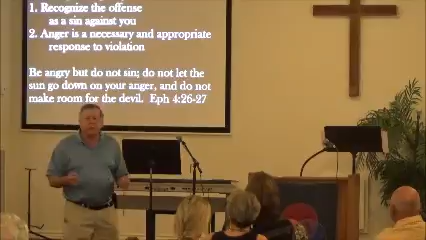 1. Recognize the offense
as a sin against you
2. Anger is a necessary and appropriate
response to violation
Be angry but do not sin; do not let the
sun go down on your anger, and do not
make room for the devil. Eph 4:26-27